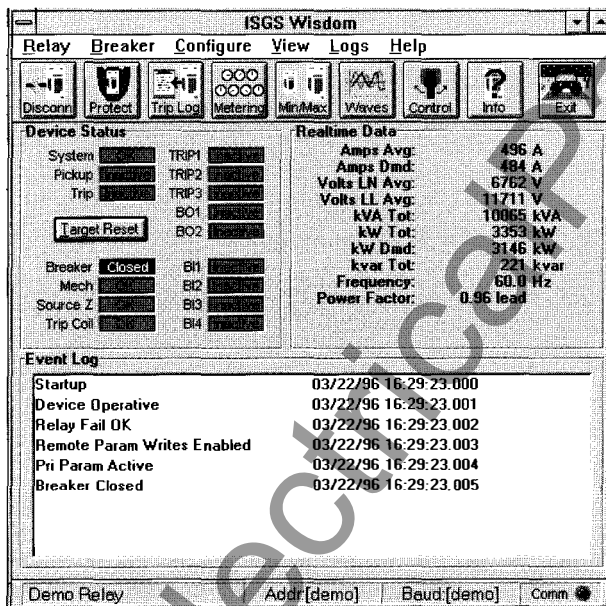 ISGS Wisdom
Relay Breaker Configure View Logs Help
Disconn Protect Trip Log Metering Min/Max Waves Control Info Exit
Device Status
System
Pickup
Trip
TRIP1
TRIP2
TRIP3
BO1
BO2
Target Reset
Breaker Closed
Mech
Source Z
Trip Coil
BI1
BI2
BI3
BI4
Realtime Data
Amps Avg: 496 A
Amps Dmd: 484 A
Volts LN Avg: 6762 V
Volts LL Avg: 11711 V
kVA Tot: 10065 kVA
kW Tot: 3353 kW
kW Dmd: 3146 kW
kvar Tot: 221 kvar
Frequency: 60.0 Hz
Power Factor: 0.96 lead
Event Log
Startup 03/22/96 16:29:23.000
Device Operative 03/22/96 16:29:23.001
Relay Fail OK 03/22/96 16:29:23.002
Remote Param Writes Enabled 03/22/96 16:29:23.003
Pri Param Active 03/22/96 16:29:23.004
Breaker Closed 03/22/96 16:29:23.005
Demo Relay Addr:[demo] Baud:[demo] Comm